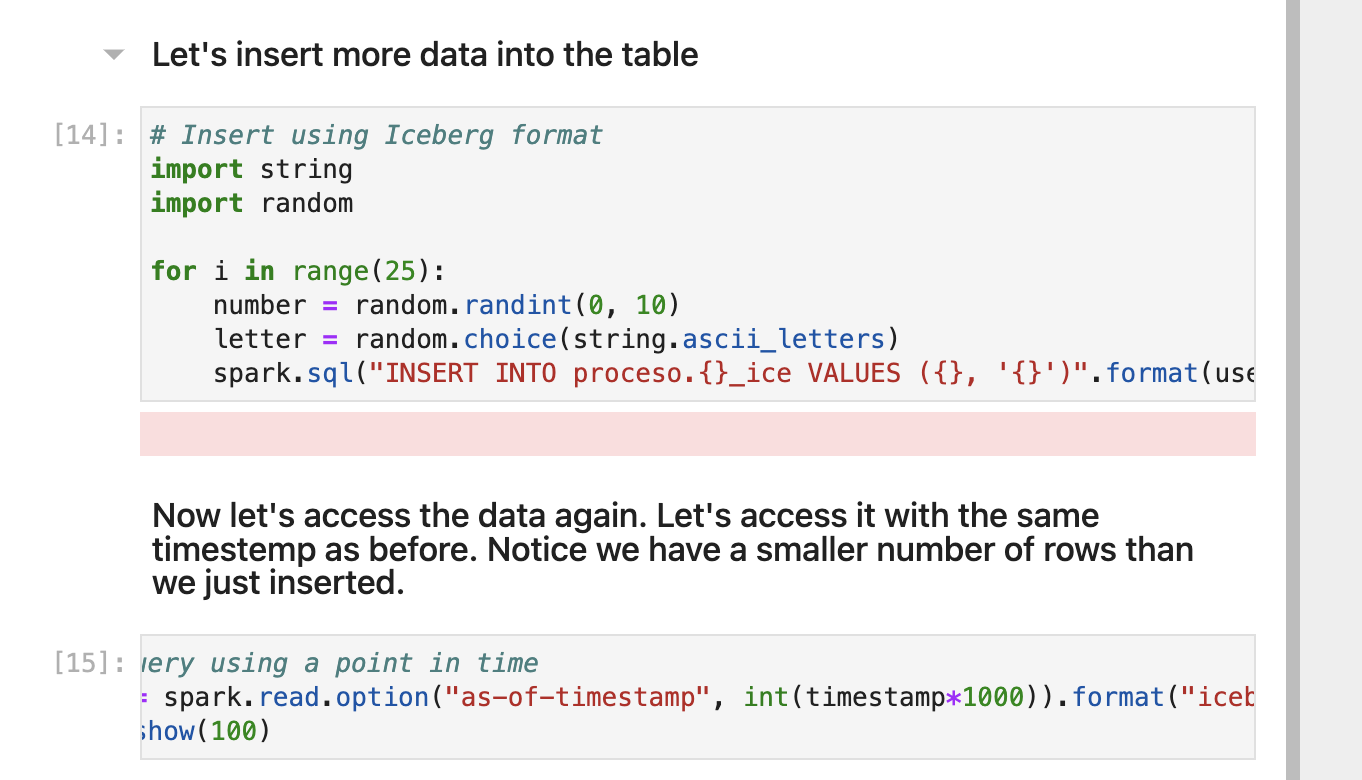 Let's insert more data into the table
[14]: # Insert using Iceberg format
import string
import random
for i in range(25):
    number = random.randint(0, 10)
    letter = random.choice(string.ascii_letters)
    spark.sql("INSERT INTO proceso.{}_ice VALUES ({}, '{}')".format(use
Now let's access the data again. Let's access it with the same
timestemp as before. Notice we have a smaller number of rows than
we just inserted.
[15]: uery using a point in time
= spark.read.option("as-of-timestamp", int(timestamp*1000)).format("iceb
show(100)